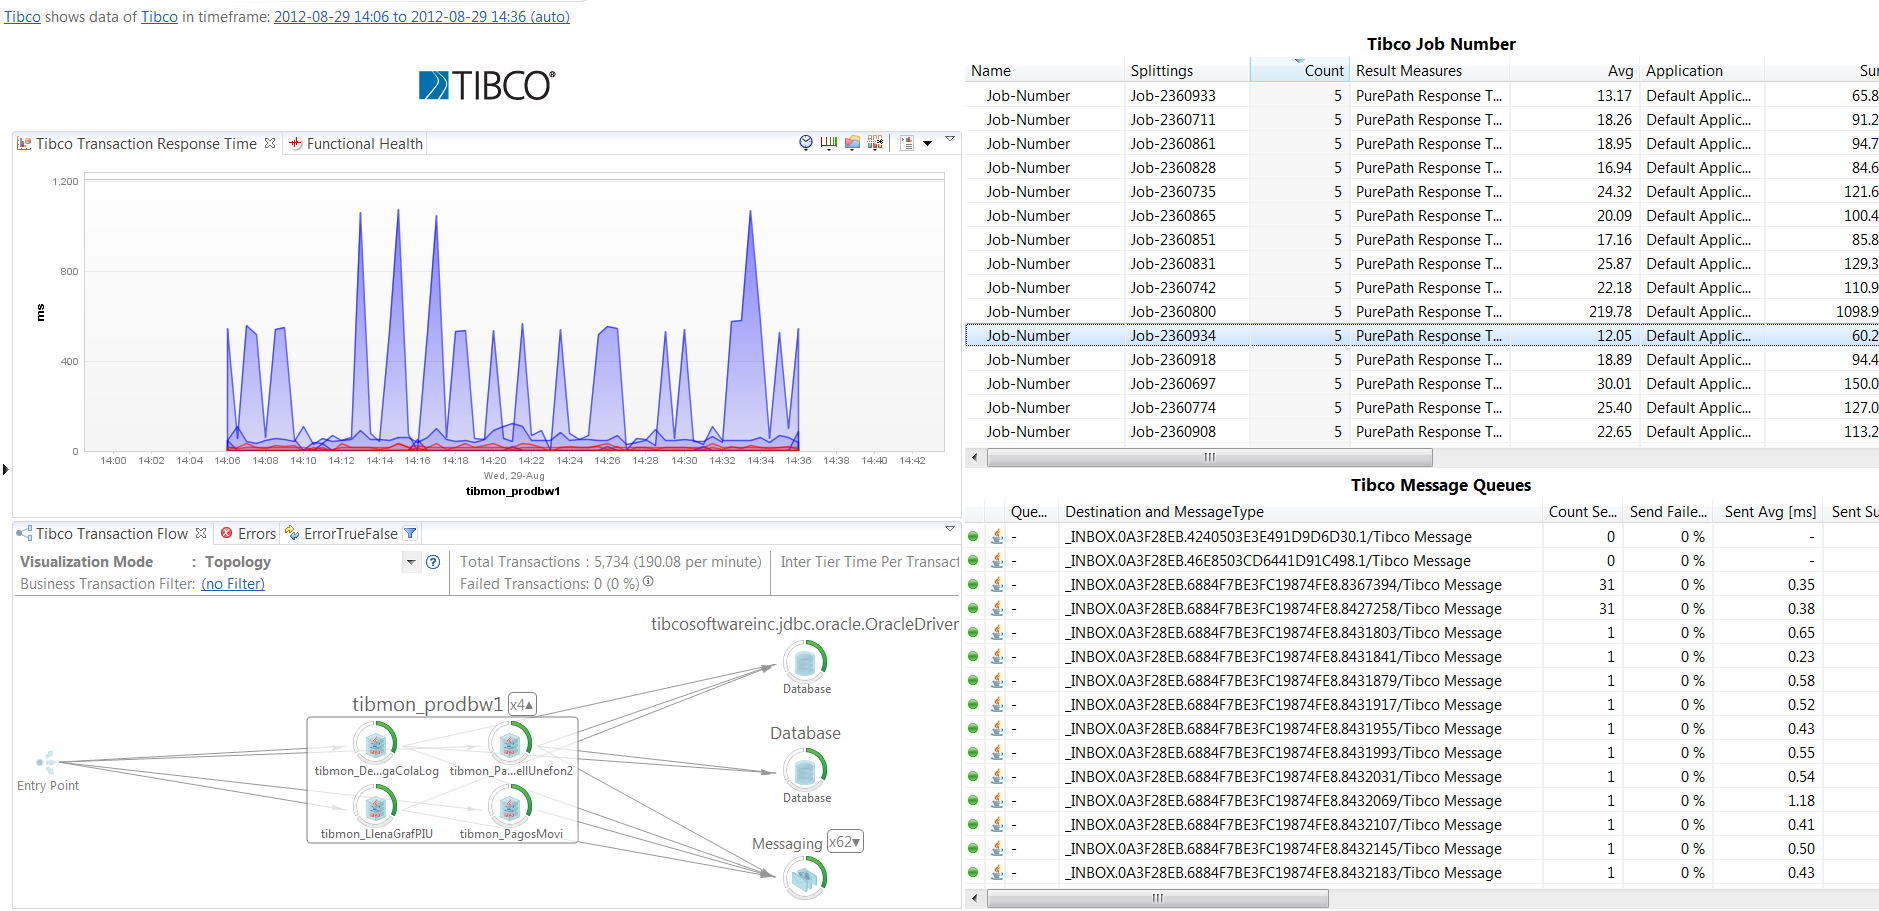 Tibco shows data of Tibco in timeframe: 2012-08-29 14:06 to 2012-08-29 14:36 (auto)
TIBCO®
Tibco Transaction Response Time Functional Health
1,200
800
400
0
ms
14:00 14:02 14:04 14:06 14:08 14:10 14:12 14:14 14:16 14:18 14:20 14:22 14:24 14:26 14:28 14:30 14:32 14:34 14:36 14:38 14:40 14:42
Wed, 29-Aug
tibmon_prodbw1
Tibco Transaction Flow Errors ErrorTrueFalse
Visualization Mode : Topology
Business Transaction Filter: (no Filter)
Total Transactions : 5,734 (190.08 per minute)
Failed Transactions: 0 (0 %)
Inter Tier Time Per Transact
tibcosoftwareinc.jdbc.oracle.OracleDriver
Database
tibmon_prodbw1 x4▲
tibmon_De...gaColaLog tibmon_Pa...ellUnefon2
tibmon_LlenaGrafPIU tibmon_PagosMovi
Entry Point
Database
Database
Messaging x62▼
Tibco Job Number
Name Splittings Count Result Measures Avg Application Sur
Job-Number Job-2360933 5 PurePath Response T... 13.17 Default Applic... 65.8
Job-Number Job-2360711 5 PurePath Response T... 18.26 Default Applic... 91.2
Job-Number Job-2360861 5 PurePath Response T... 18.95 Default Applic... 94.7
Job-Number Job-2360828 5 PurePath Response T... 16.94 Default Applic... 84.6
Job-Number Job-2360735 5 PurePath Response T... 24.32 Default Applic... 121.6
Job-Number Job-2360865 5 PurePath Response T... 20.09 Default Applic... 100.4
Job-Number Job-2360851 5 PurePath Response T... 17.16 Default Applic... 85.8
Job-Number Job-2360831 5 PurePath Response T... 25.87 Default Applic... 129.3
Job-Number Job-2360742 5 PurePath Response T... 22.18 Default Applic... 110.9
Job-Number Job-2360800 5 PurePath Response T... 219.78 Default Applic... 1098.9
Job-Number Job-2360934 5 PurePath Response T... 12.05 Default Applic... 60.2
Job-Number Job-2360918 5 PurePath Response T... 18.89 Default Applic... 94.4
Job-Number Job-2360697 5 PurePath Response T... 30.01 Default Applic... 150.0
Job-Number Job-2360774 5 PurePath Response T... 25.40 Default Applic... 127.0
Job-Number Job-2360908 5 PurePath Response T... 22.65 Default Applic... 113.2
Tibco Message Queues
Que... Destination and MessageType Count Se... Send Faile... Sent Avg [ms] Sent Su
- _INBOX.0A3F28EB.4240503E3E491D9D6D30.1/Tibco Message 0 0 % -
- _INBOX.0A3F28EB.46E8503CD6441D91C498.1/Tibco Message 0 0 % -
- _INBOX.0A3F28EB.6884F7BE3FC19874FE8.8367394/Tibco Message 31 0 % 0.35
- _INBOX.0A3F28EB.6884F7BE3FC19874FE8.8427258/Tibco Message 31 0 % 0.38
- _INBOX.0A3F28EB.6884F7BE3FC19874FE8.8431803/Tibco Message 1 0 % 0.65
- _INBOX.0A3F28EB.6884F7BE3FC19874FE8.8431841/Tibco Message 1 0 % 0.23
- _INBOX.0A3F28EB.6884F7BE3FC19874FE8.8431879/Tibco Message 1 0 % 0.58
- _INBOX.0A3F28EB.6884F7BE3FC19874FE8.8431917/Tibco Message 1 0 % 0.52
- _INBOX.0A3F28EB.6884F7BE3FC19874FE8.8431955/Tibco Message 1 0 % 0.43
- _INBOX.0A3F28EB.6884F7BE3FC19874FE8.8431993/Tibco Message 1 0 % 0.55
- _INBOX.0A3F28EB.6884F7BE3FC19874FE8.8432031/Tibco Message 1 0 % 0.54
- _INBOX.0A3F28EB.6884F7BE3FC19874FE8.8432069/Tibco Message 1 0 % 1.18
- _INBOX.0A3F28EB.6884F7BE3FC19874FE8.8432107/Tibco Message 1 0 % 0.41
- _INBOX.0A3F28EB.6884F7BE3FC19874FE8.8432145/Tibco Message 1 0 % 0.50
- _INBOX.0A3F28EB.6884F7BE3FC19874FE8.8432183/Tibco Message 1 0 % 0.43